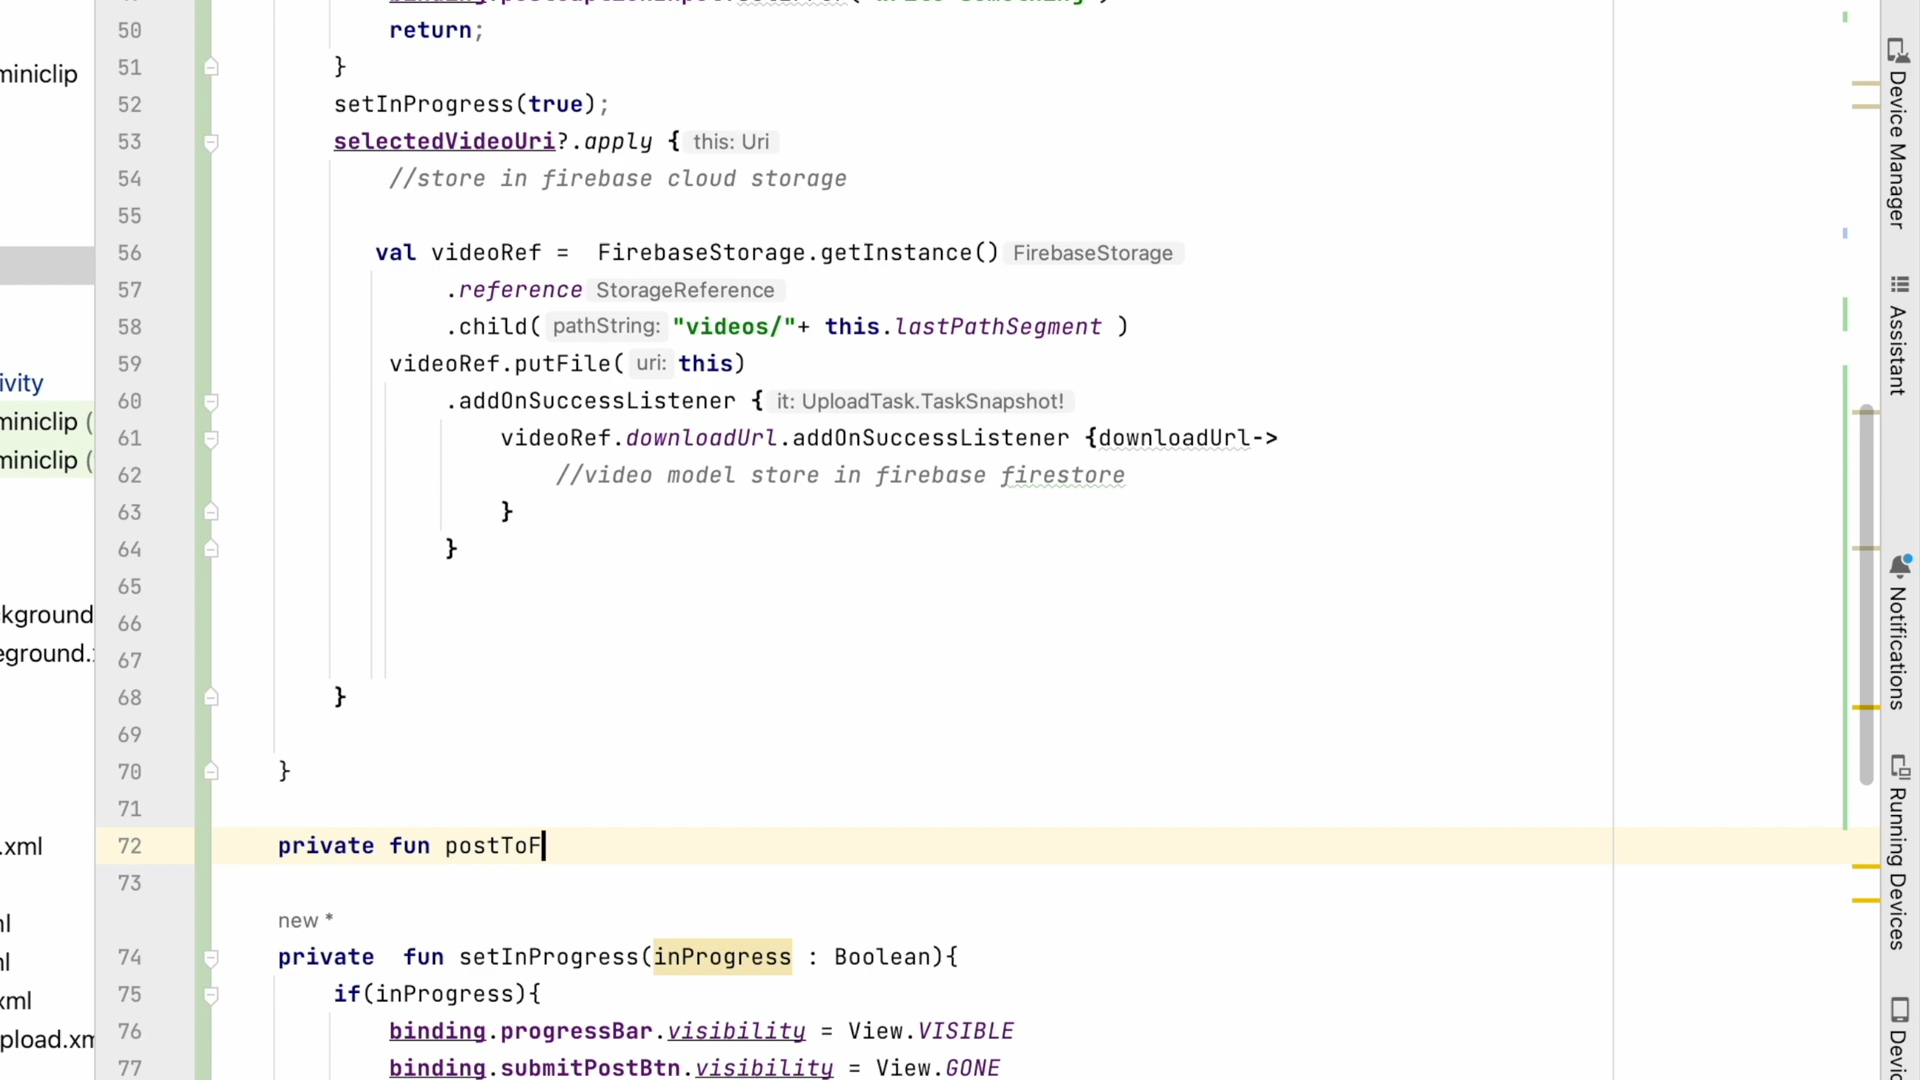 50 return;
miniclip
51 }
52 setInProgress(true);
53 selectedVideoUri?.apply { this: Uri
54 //store in firebase cloud storage
55
56 val videoRef = FirebaseStorage.getInstance() FirebaseStorage
57 .reference StorageReference
58 .child( pathString: "videos/"+ this.lastPathSegment )
59 videoRef.putFile( uri: this)
ivity
60 .addOnSuccessListener { it: UploadTask.TaskSnapshot!
miniclip (
61 videoRef.downloadUrl.addOnSuccessListener {downloadUrl->
miniclip (
62 //video model store in firebase firestore
63 }
64 }
65
kground
66
eground.
67
68 }
69
70 }
71
.xml
72 private fun postToF
73
new *
74 private fun setInProgress(inProgress : Boolean){
75 if(inProgress){
xml
76 binding.progressBar.visibility = View.VISIBLE
pload.xm
77 binding.submitPostBtn.visibility = View.GONE
Device Manager
Assistant
Notifications
Running Devices